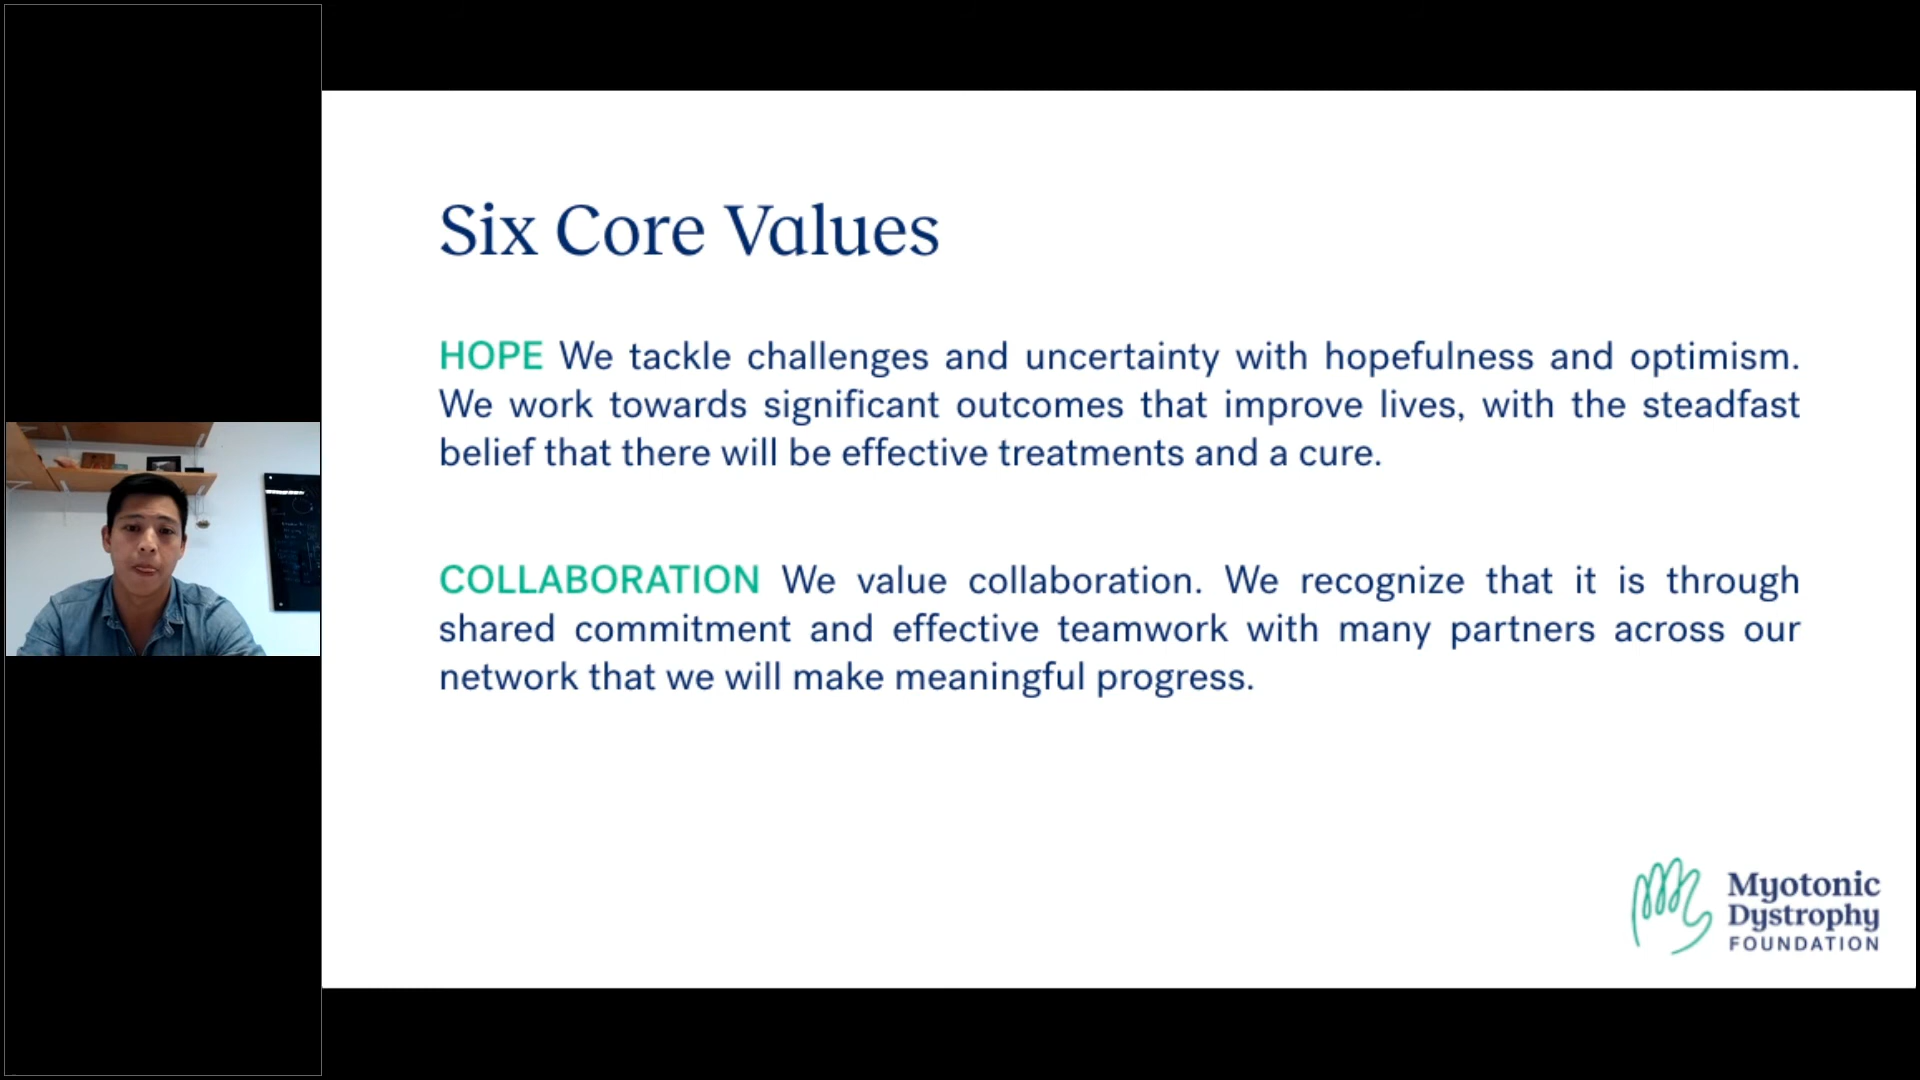 Six Core Values
HOPE We tackle challenges and uncertainty with hopefulness and optimism.
We work towards significant outcomes that improve lives, with the steadfast
belief that there will be effective treatments and a cure.
COLLABORATION We value collaboration. We recognize that it is through
shared commitment and effective teamwork with many partners across our
network that we will make meaningful progress.
Myotonic
Dystrophy
FOUNDATION